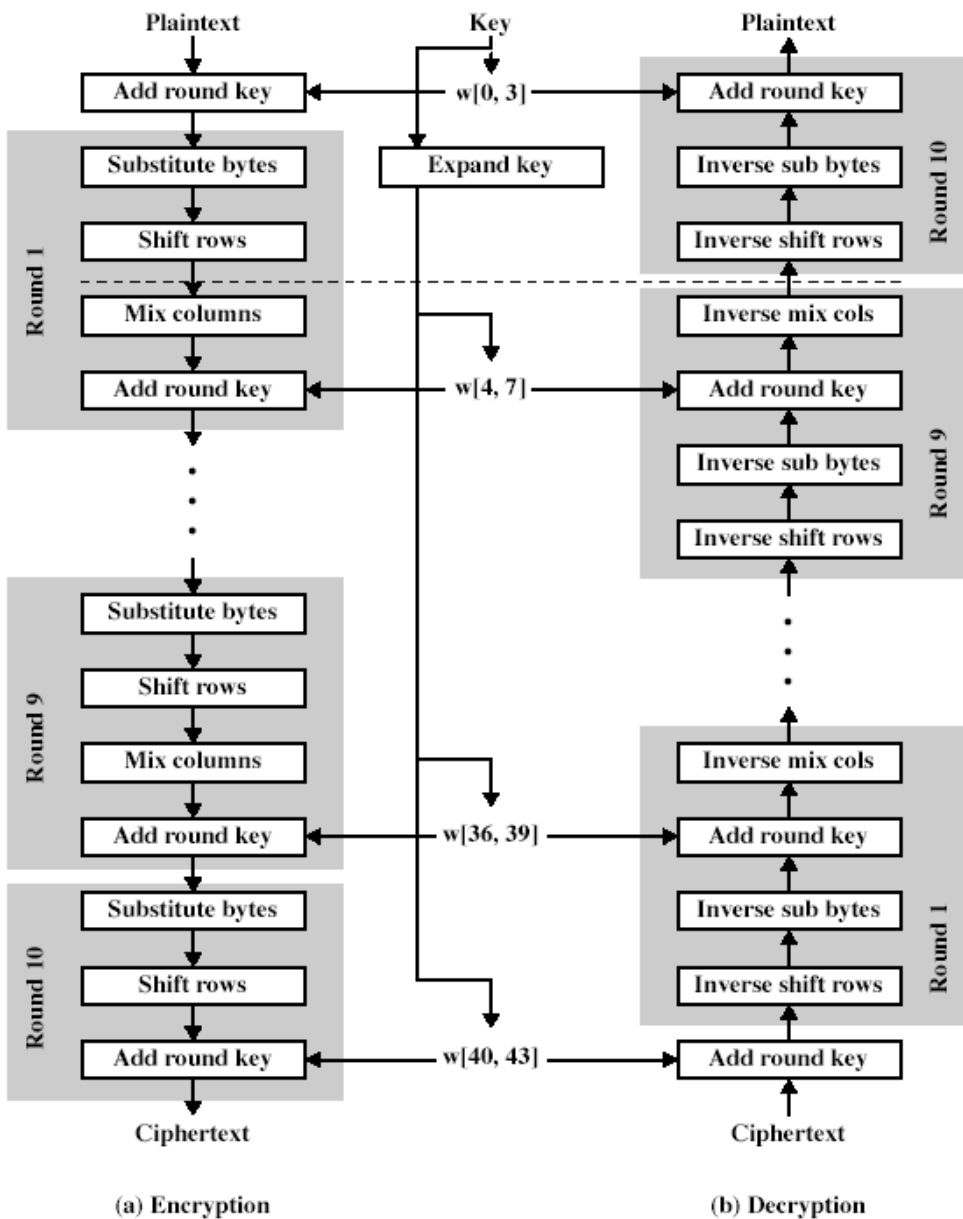 Plaintext
Key
Plaintext
Add round key
w[0, 3]
Add round key
Substitute bytes
Expand key
Inverse sub bytes
Round 10
Shift rows
Inverse shift rows
Round 1
Mix columns
Inverse mix cols
Add round key
w[4, 7]
Add round key
Inverse sub bytes
Round 9
Inverse shift rows
Substitute bytes
Shift rows
Round 9
Mix columns
Inverse mix cols
Add round key
w[36, 39]
Add round key
Substitute bytes
Inverse sub bytes
Round 1
Round 10
Shift rows
Inverse shift rows
Add round key
w[40, 43]
Add round key
Ciphertext
Ciphertext
(a) Encryption
(b) Decryption